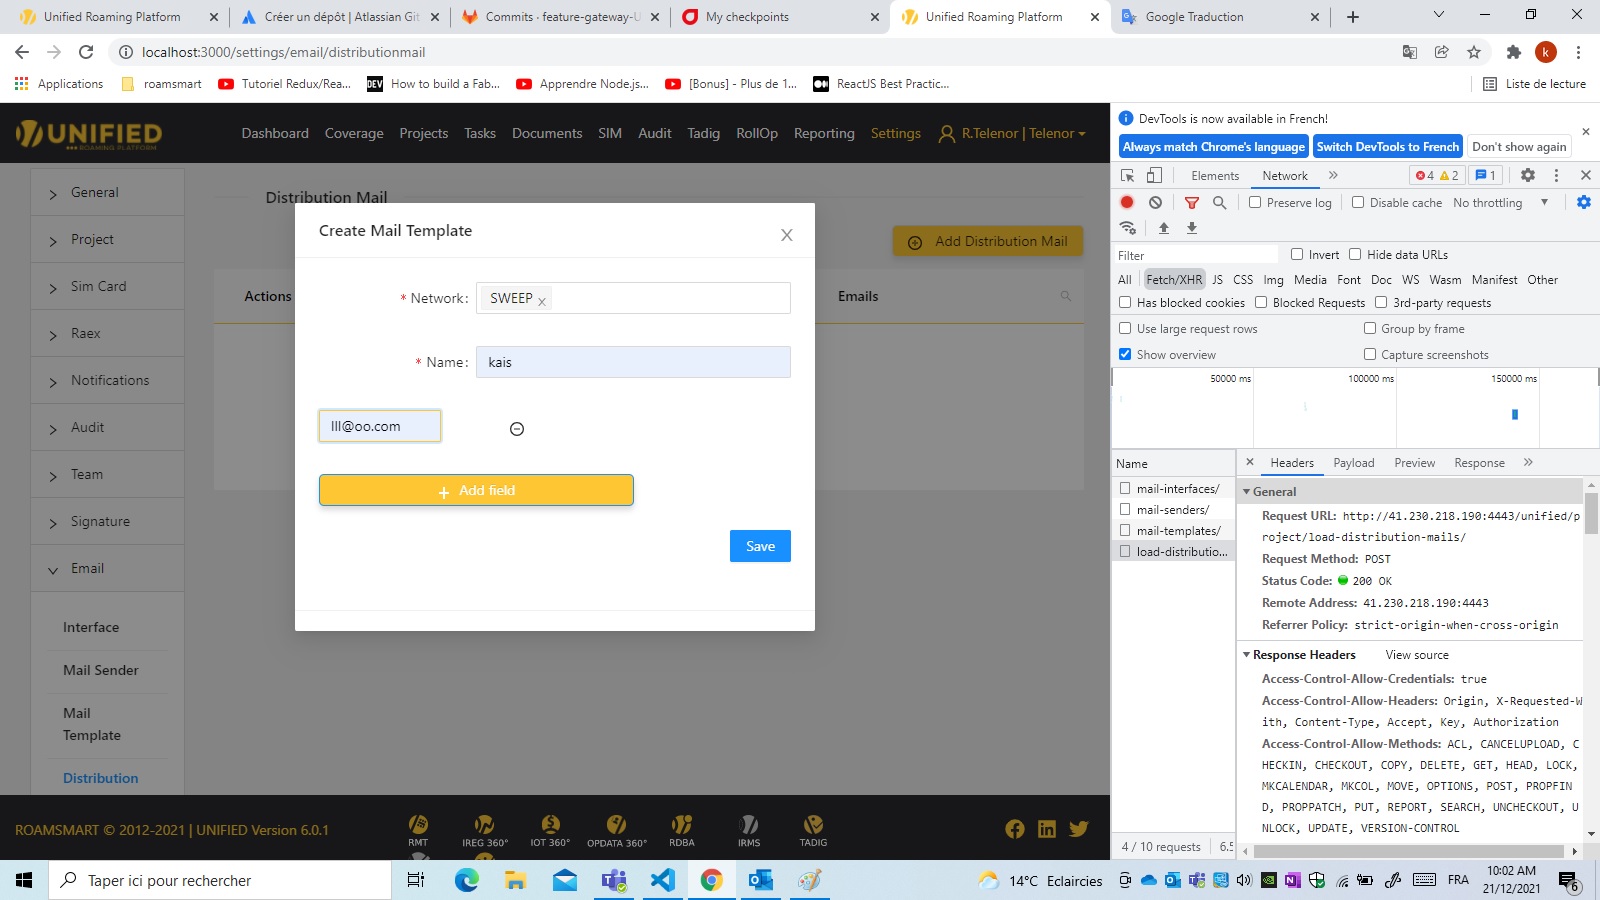 Unified Roaming Platform
Créer un dépôt | Atlassian Git
Commits · feature-gateway-U
My checkpoints
Unified Roaming Platform
Google Traduction
localhost:3000/settings/email/distributionmail
k
Applications
roamsmart
Tutoriel Redux/Rea...
DEV
How to build a Fab...
Apprendre Node.js...
[Bonus] - Plus de 1...
ReactJS Best Practic...
Liste de lecture
UNIFIED
ROAMING PLATFORM
Dashboard Coverage Projects Tasks Documents SIM Audit Tadig RollOp Reporting Settings R.Telenor | Telenor
General
Project
Sim Card
Raex
Notifications
Audit
Team
Signature
Email
Interface
Mail Sender
Mail
Template
Distribution
Distribution Mail
Add Distribution Mail
Actions
Emails
Create Mail Template
* Network:
SWEEP x
* Name:
kais
lll@oo.com
+ Add field
Save
ROAMSMART © 2012-2021 | UNIFIED Version 6.0.1
RMT
IREG 360°
IOT 360°
OPDATA 360°
RDBA
IRMS
TADIG
DevTools is now available in French!
Always match Chrome's language
Switch DevTools to French
Don't show again
Elements
Network
4
2
1
Preserve log
Disable cache
No throttling
Filter
Invert
Hide data URLs
All Fetch/XHR JS CSS Img Media Font Doc WS Wasm Manifest Other
Has blocked cookies
Blocked Requests
3rd-party requests
Use large request rows
Group by frame
Show overview
Capture screenshots
50000 ms
100000 ms
150000 ms
Name
mail-interfaces/
mail-senders/
mail-templates/
load-distributio...
Headers Payload Preview Response
General
Request URL: http://41.230.218.190:4443/unified/p
roject/load-distribution-mails/
Request Method: POST
Status Code: 200 OK
Remote Address: 41.230.218.190:4443
Referrer Policy: strict-origin-when-cross-origin
Response Headers
View source
Access-Control-Allow-Credentials: true
Access-Control-Allow-Headers: Origin, X-Requested-W
ith, Content-Type, Accept, Key, Authorization
Access-Control-Allow-Methods: ACL, CANCELUPLOAD, C
HECKIN, CHECKOUT, COPY, DELETE, GET, HEAD, LOCK,
MKCALENDAR, MKCOL, MOVE, OPTIONS, POST, PROPFIN
D, PROPPATCH, PUT, REPORT, SEARCH, UNCHECKOUT, U
NLOCK, UPDATE, VERSION-CONTROL
4 / 10 requests
6.5
Taper ici pour rechercher
14°C Eclaircies
FRA
10:02 AM
21/12/2021
6